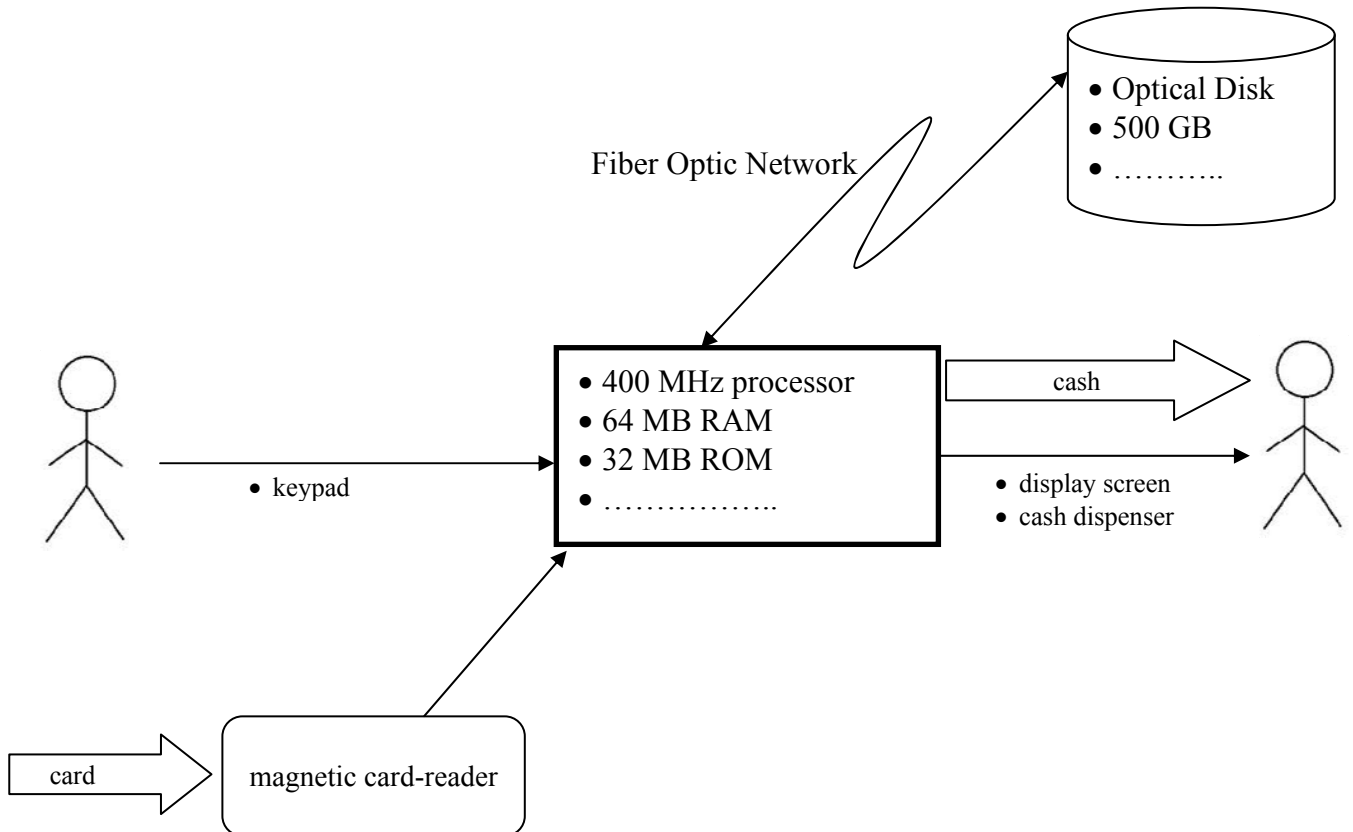 • Optical Disk
• 500 GB
• ………..
Fiber Optic Network
• 400 MHz processor
• 64 MB RAM
• 32 MB ROM
• ……………..
cash
• keypad
• display screen
• cash dispenser
card
magnetic card-reader